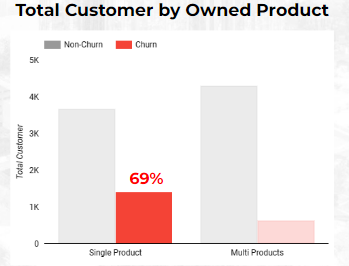 Total Customer by Owned Product
Non-Churn Churn
5K
4K
3K
2K
1K
0
Total Customer
69%
Single Product Multi Products